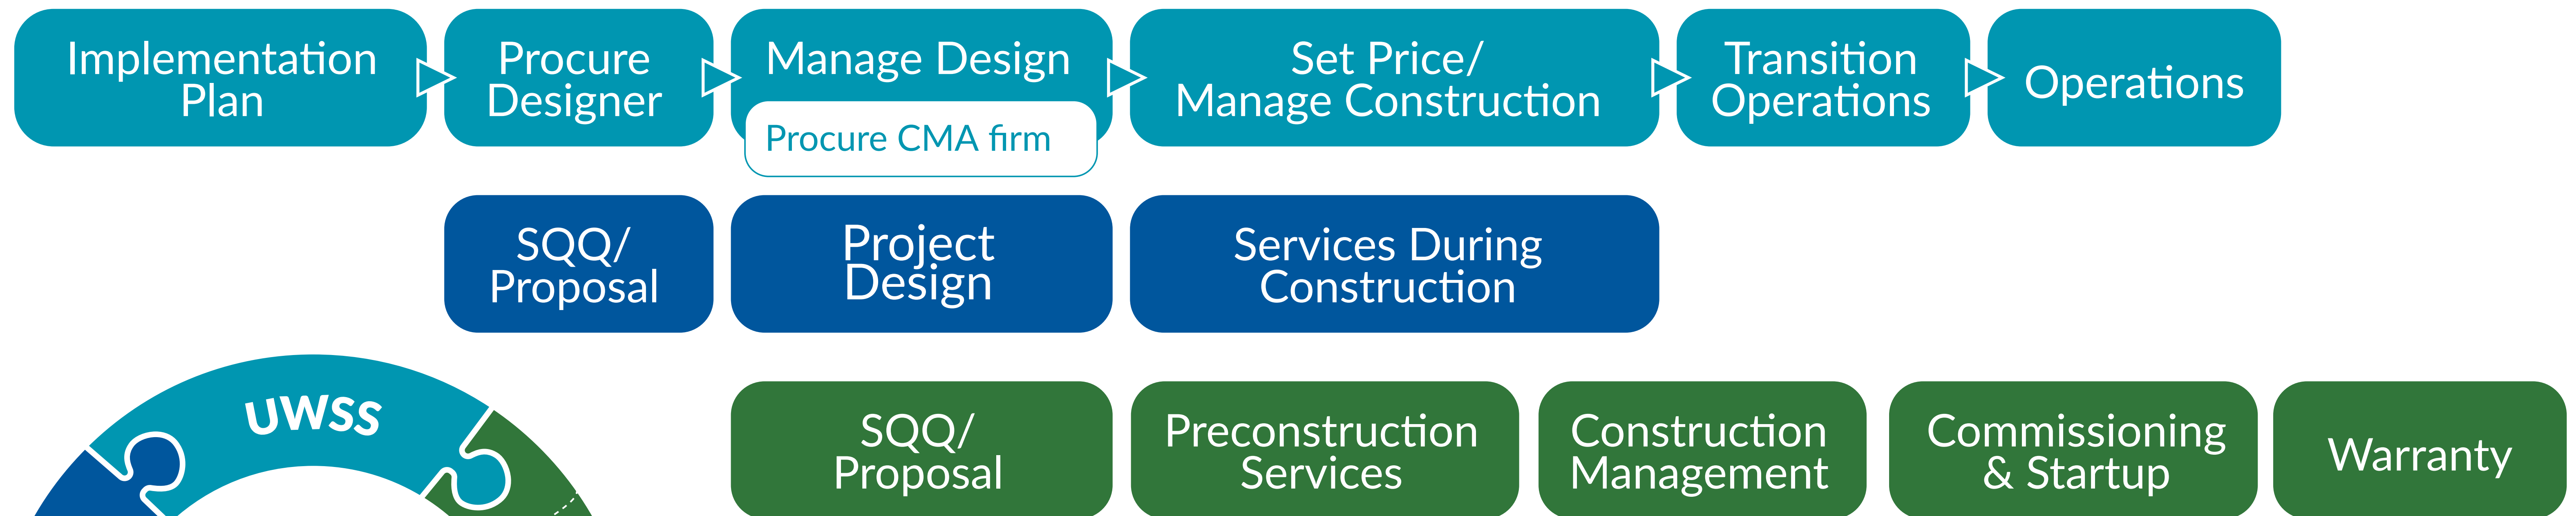 Implementation
Plan
Procure
Designer
Manage Design
Procure CMA firm
Set Price/
Manage Construction
Transition
Operations
Operations
SQQ/
Proposal
Project
Design
Services During
Construction
UWSS
SQQ/
Proposal
Preconstruction
Services
Construction
Management
Commissioning
& Startup
Warranty